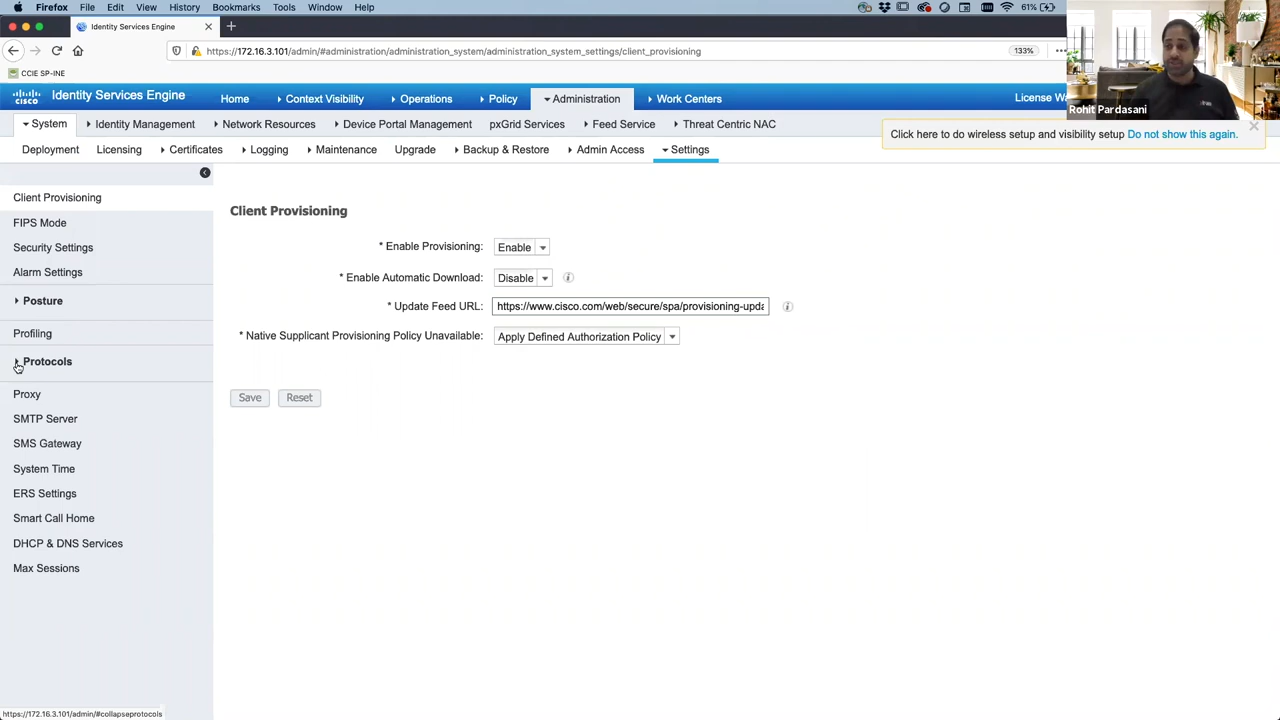 Firefox File Edit View History Bookmarks Tools Window Help
61%
Identity Services Engine
https://172.16.3.101/admin/#administration/administration_system/administration_system_settings/client_provisioning
133%
CCIE SP-INE
Rohit Pardasani
CISCO
Identity Services Engine
Home Context Visibility Operations Policy Administration Work Centers
License
System Identity Management Network Resources Device Portal Management pxGrid Services Feed Service Threat Centric NAC
Click here to do wireless setup and visibility setup Do not show this again.
Deployment Licensing Certificates Logging Maintenance Upgrade Backup & Restore Admin Access Settings
Client Provisioning
FIPS Mode
Security Settings
Alarm Settings
Posture
Profiling
Protocols
Proxy
SMTP Server
SMS Gateway
System Time
ERS Settings
Smart Call Home
DHCP & DNS Services
Max Sessions
Client Provisioning
* Enable Provisioning: Enable
* Enable Automatic Download: Disable
* Update Feed URL: https://www.cisco.com/web/secure/spa/provisioning-upda
* Native Supplicant Provisioning Policy Unavailable: Apply Defined Authorization Policy
Save Reset
https://172.16.3.101/admin/#collapseprotocols